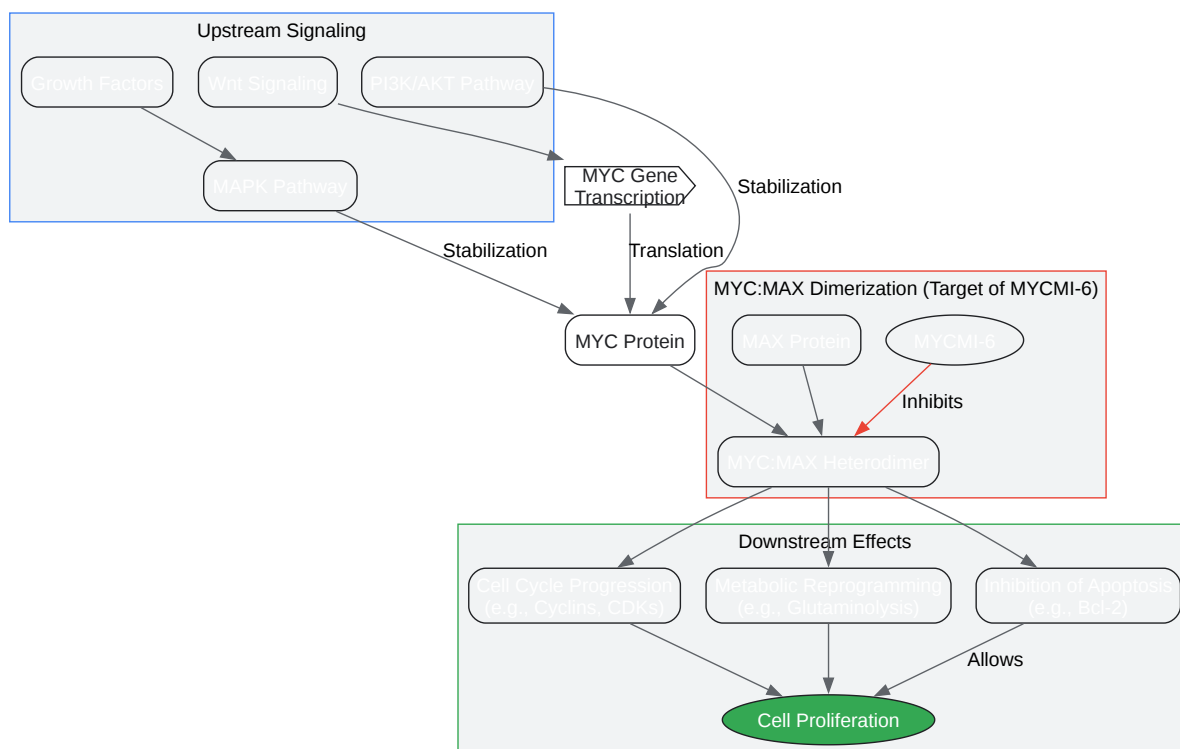 Upstream Signaling
Growth Factors
Wnt Signaling
PI3K/AKT Pathway
MAPK Pathway
MYC Gene
Transcription
Stabilization
Stabilization
Translation
MYC:MAX Dimerization (Target of MYCMI-6)
MYC Protein
MAX Protein
MYCMI-6
Inhibits
MYC:MAX Heterodimer
Downstream Effects
Cell Cycle Progression
(e.g., Cyclins, CDKs)
Metabolic Reprogramming
(e.g., Glutaminolysis)
Inhibition of Apoptosis
(e.g., Bcl-2)
Allows
Cell Proliferation